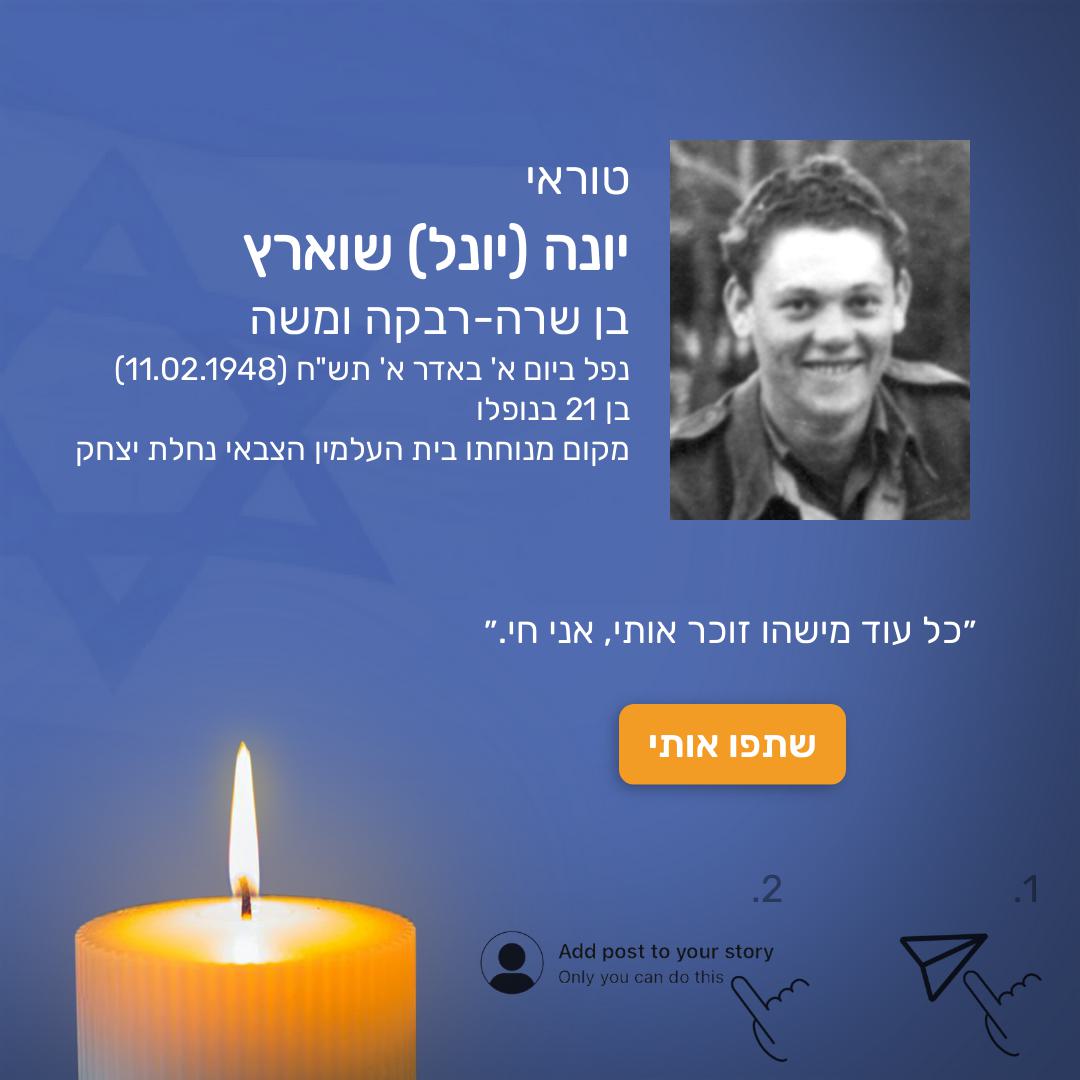 טוראי
יונה (יונל) שוארץ
בן שרה-רבקה ומשה
נפל ביום א' באדר א' תש"ח (11.02.1948)
בן 21 בנופלו
מקום מנוחתו בית העלמין הצבאי נחלת יצחק
״כל עוד מישהו זוכר אותי, אני חי.״
שתפו אותי
.1
.2
Add post to your story
Only you can do this